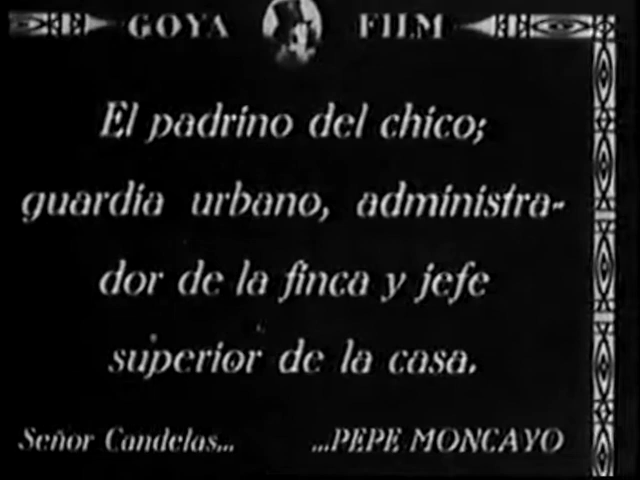 GOYA FILM
El padrino del chico;
guardia urbano, administra-
dor de la finca y jefe
superior de la casa.
Señor Candelas... ...PEPE MONCAYO